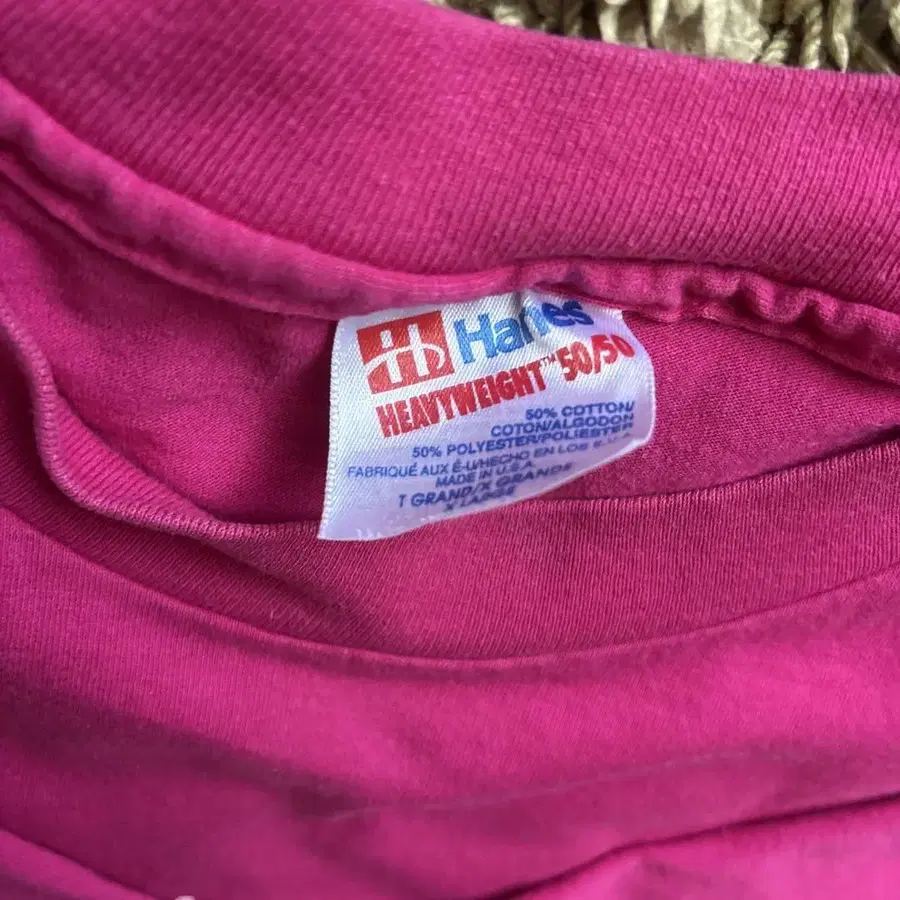 Hanes
HEAVYWEIGHT™ 50/50
50% COTTON/
COTON/ALGODON
50% POLYESTER/POLIESTER
FABRIQUÉ AUX É-U/HECHO EN LOS E.U.A
MADE IN U.S.A.
T GRAND/X GRANDE
X LARGE